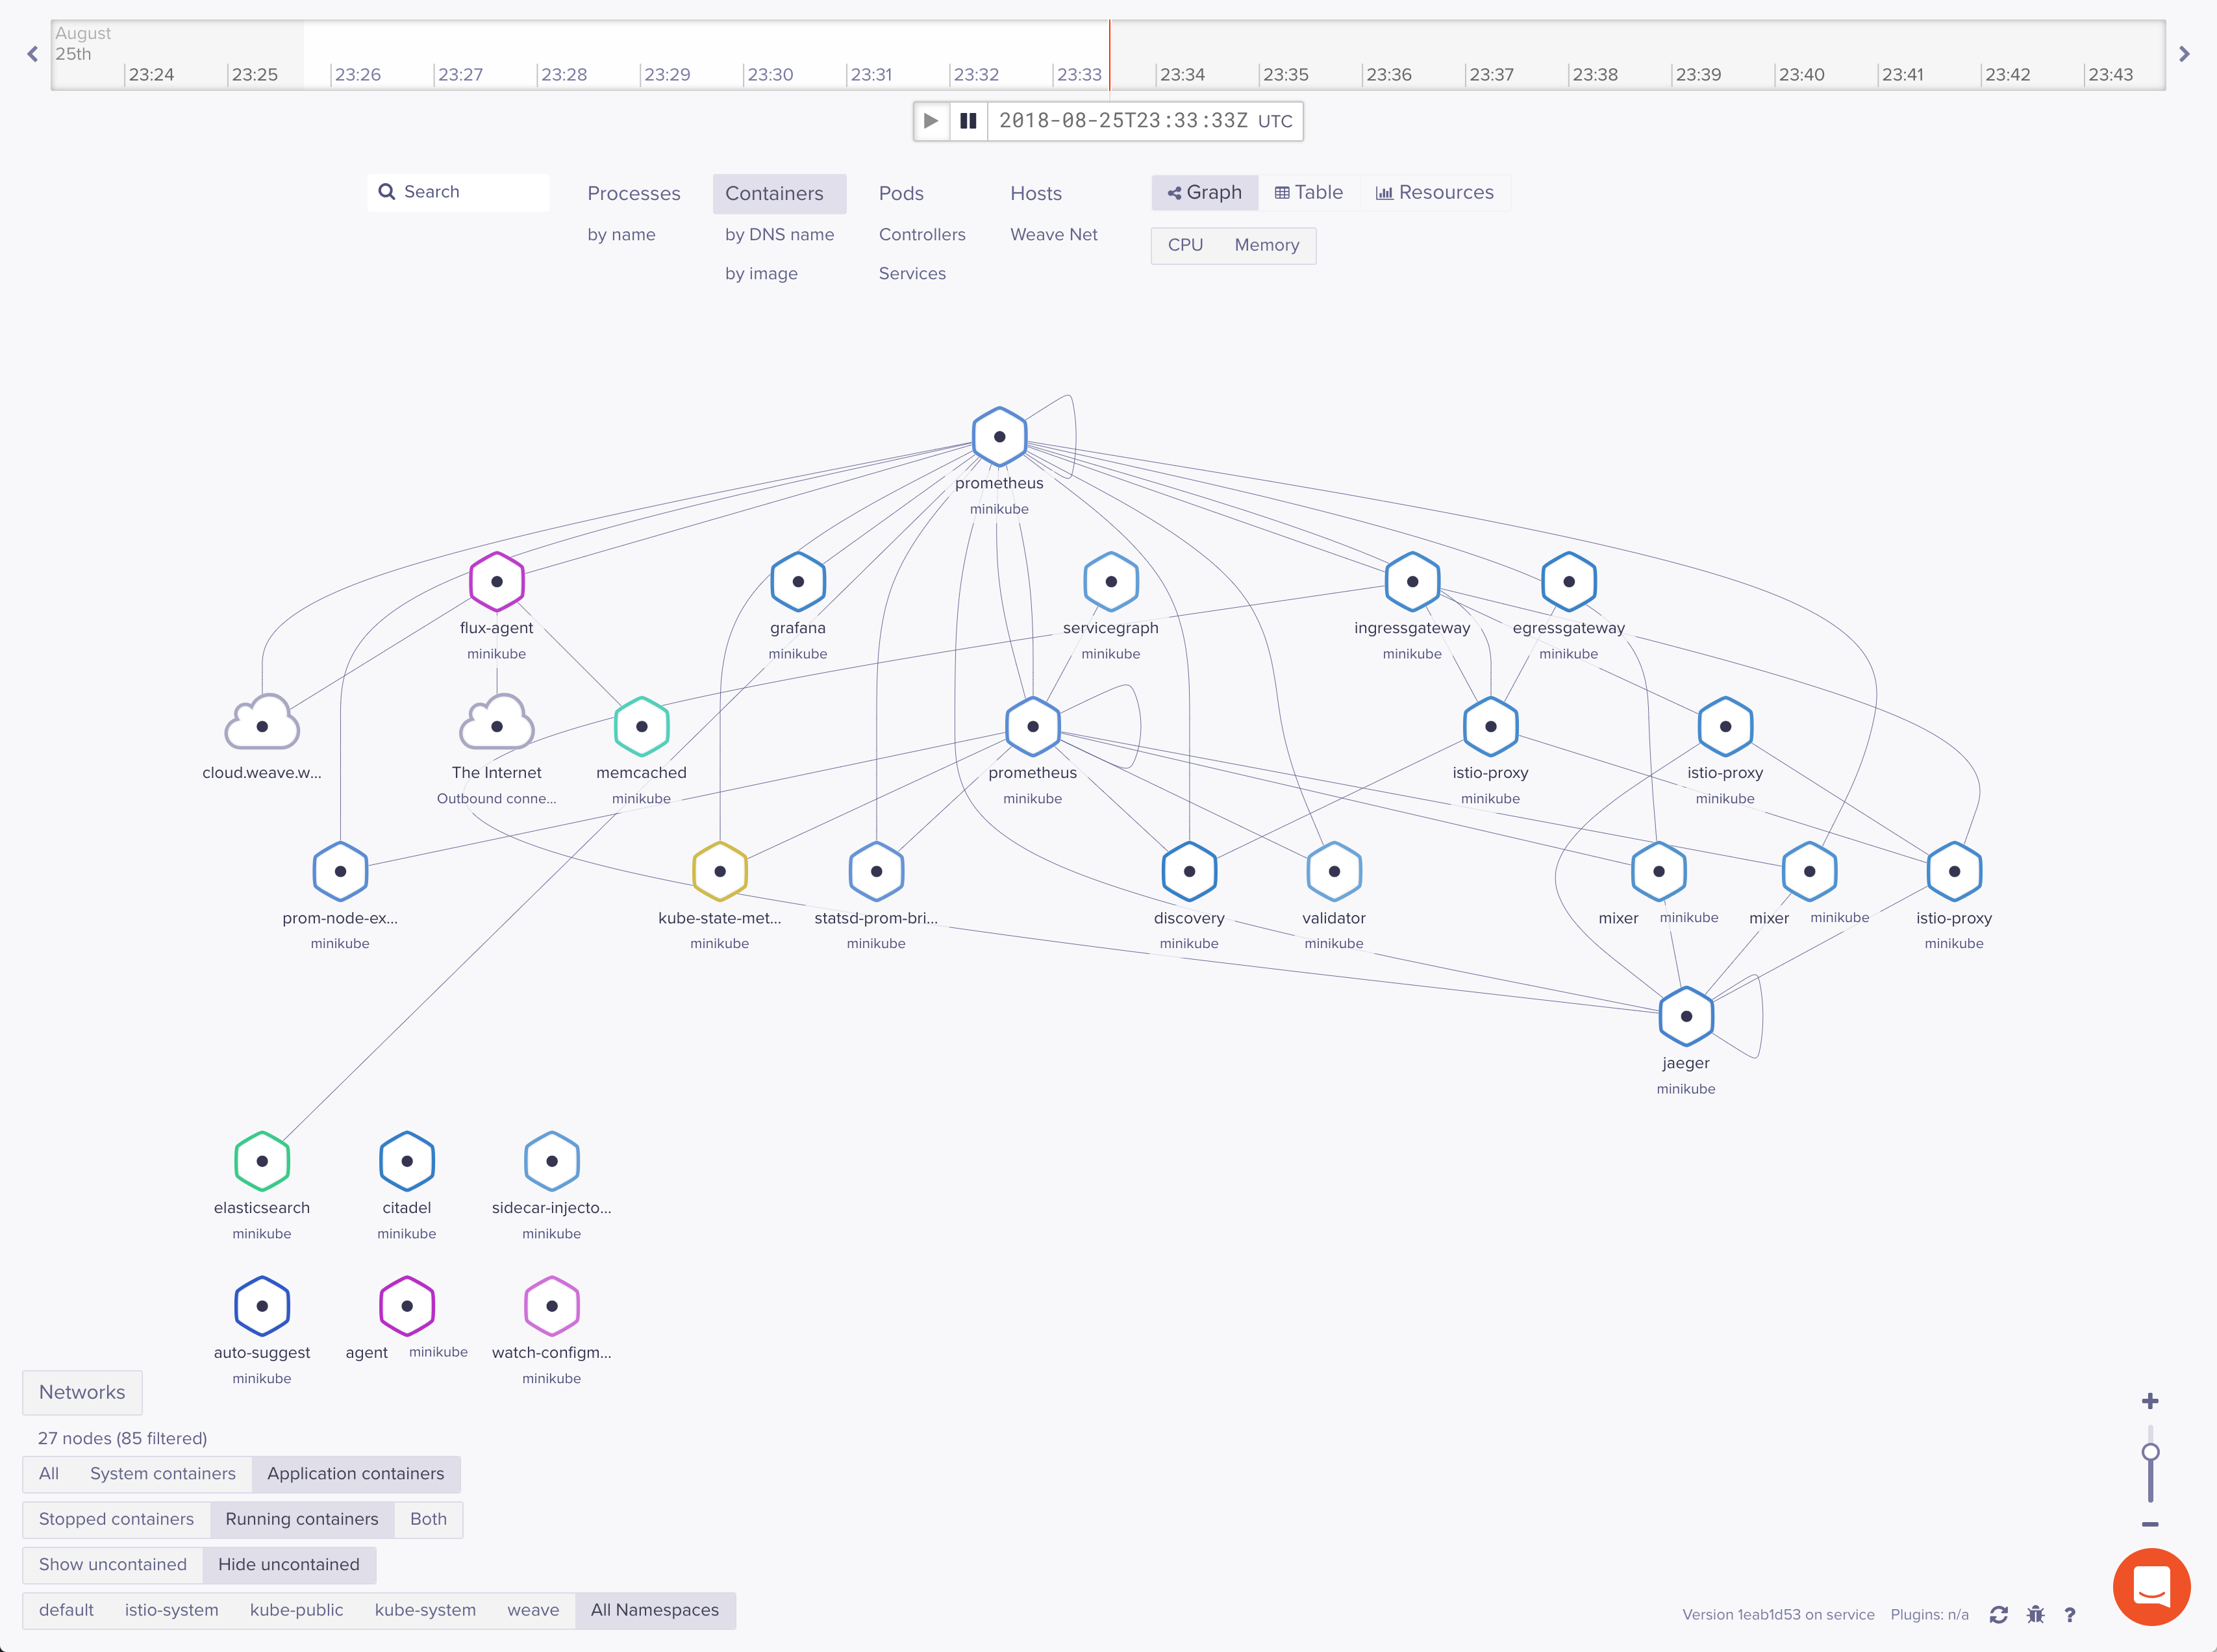 August
25th
23:24 23:25 23:26 23:27 23:28 23:29 23:30 23:31 23:32 23:33 23:34 23:35 23:36 23:37 23:38 23:39 23:40 23:41 23:42 23:43
2018-08-25T23:33:33Z UTC
Search Processes Containers Pods Hosts Graph Table Resources
by name by DNS name Controllers Weave Net CPU Memory
by image Services
prometheus
minikube
flux-agent grafana servicegraph ingressgateway egressgateway
minikube minikube minikube minikube minikube
cloud.weave.w... The Internet memcached prometheus istio-proxy istio-proxy
Outbound conne... minikube minikube minikube minikube
prom-node-ex... kube-state-met... statsd-prom-bri... discovery validator mixer minikube mixer minikube istio-proxy
minikube minikube minikube minikube minikube minikube
jaeger
minikube
elasticsearch citadel sidecar-injecto...
minikube minikube minikube
auto-suggest agent minikube watch-configm...
minikube minikube
Networks
27 nodes (85 filtered)
All System containers Application containers
Stopped containers Running containers Both
Show uncontained Hide uncontained
default istio-system kube-public kube-system weave All Namespaces
Version 1eab1d53 on service Plugins: n/a ?